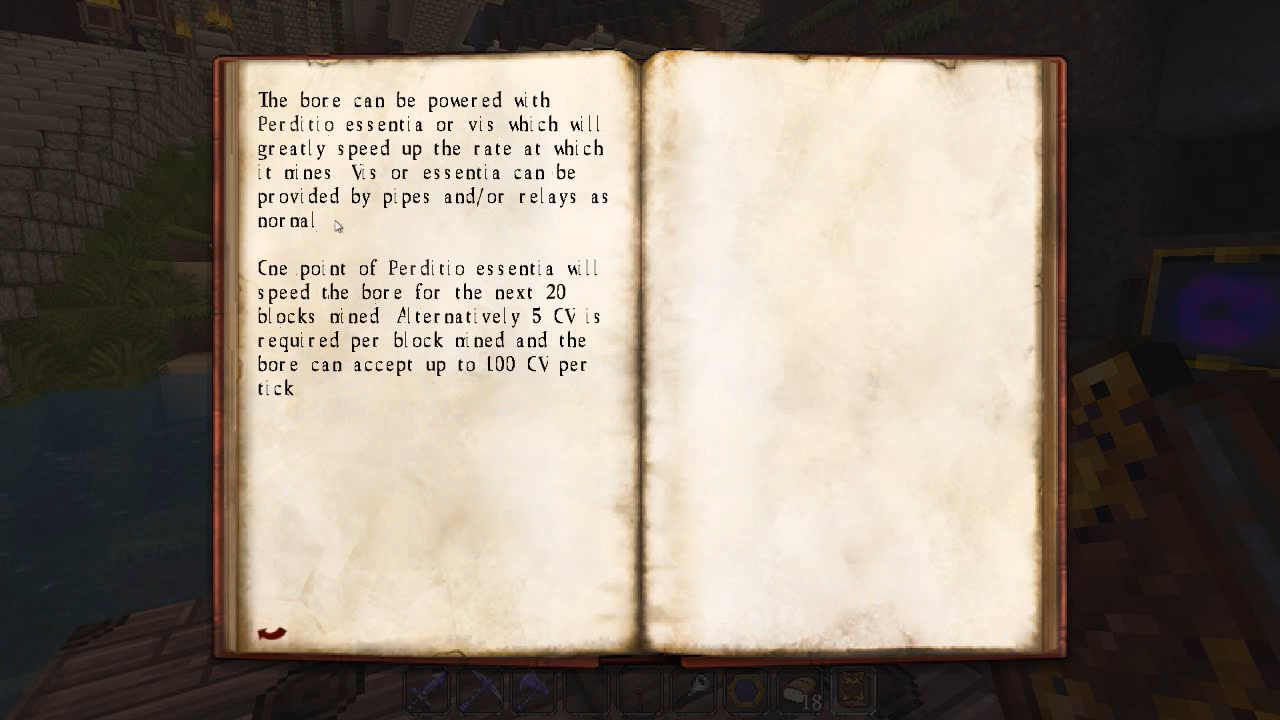 The bore can be powered with
Perditio essentia or vis which will
greatly speed up the rate at which
it mines. Vis or essentia can be
provided by pipes and/or relays as
normal.
One point of Perditio essentia will
speed the bore for the next 20
blocks mined. Alternatively 5 CV is
required per block mined and the
bore can accept up to 100 CV per
tick
18